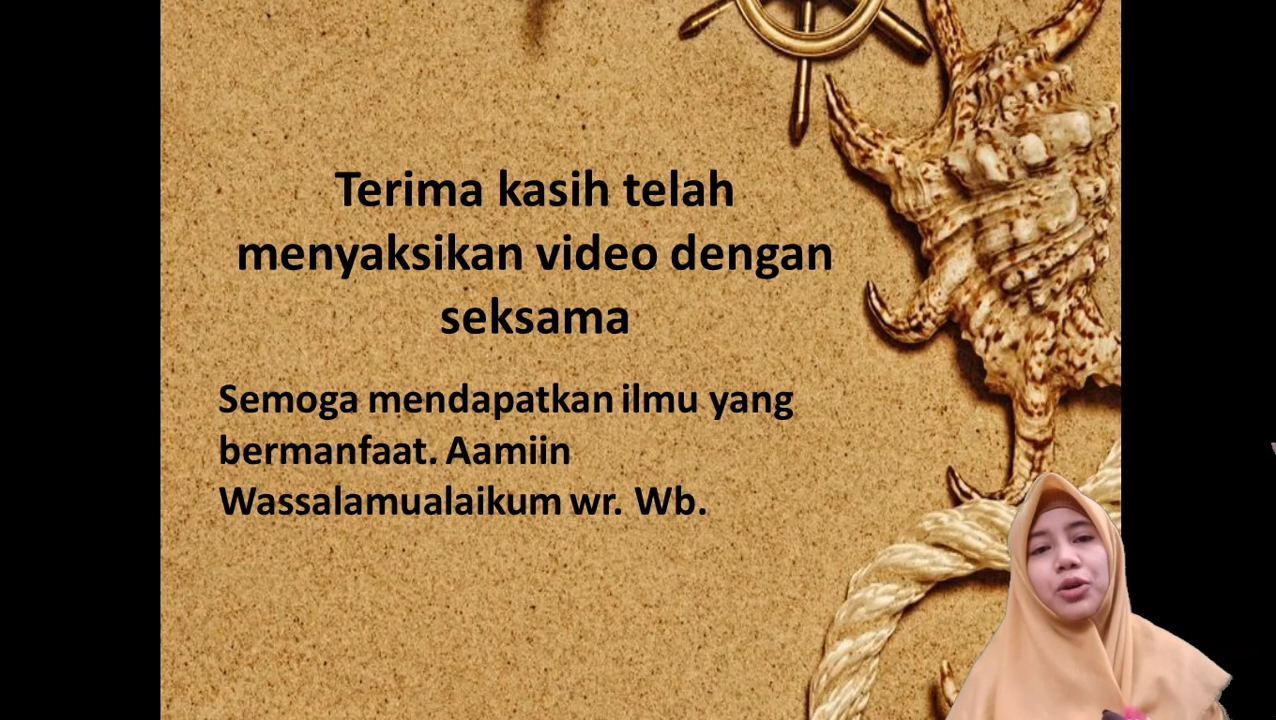 Terima kasih telah
menyaksikan video dengan
seksama
Semoga mendapatkan ilmu yang
bermanfaat. Aamiin
Wassalamualaikum wr. Wb.